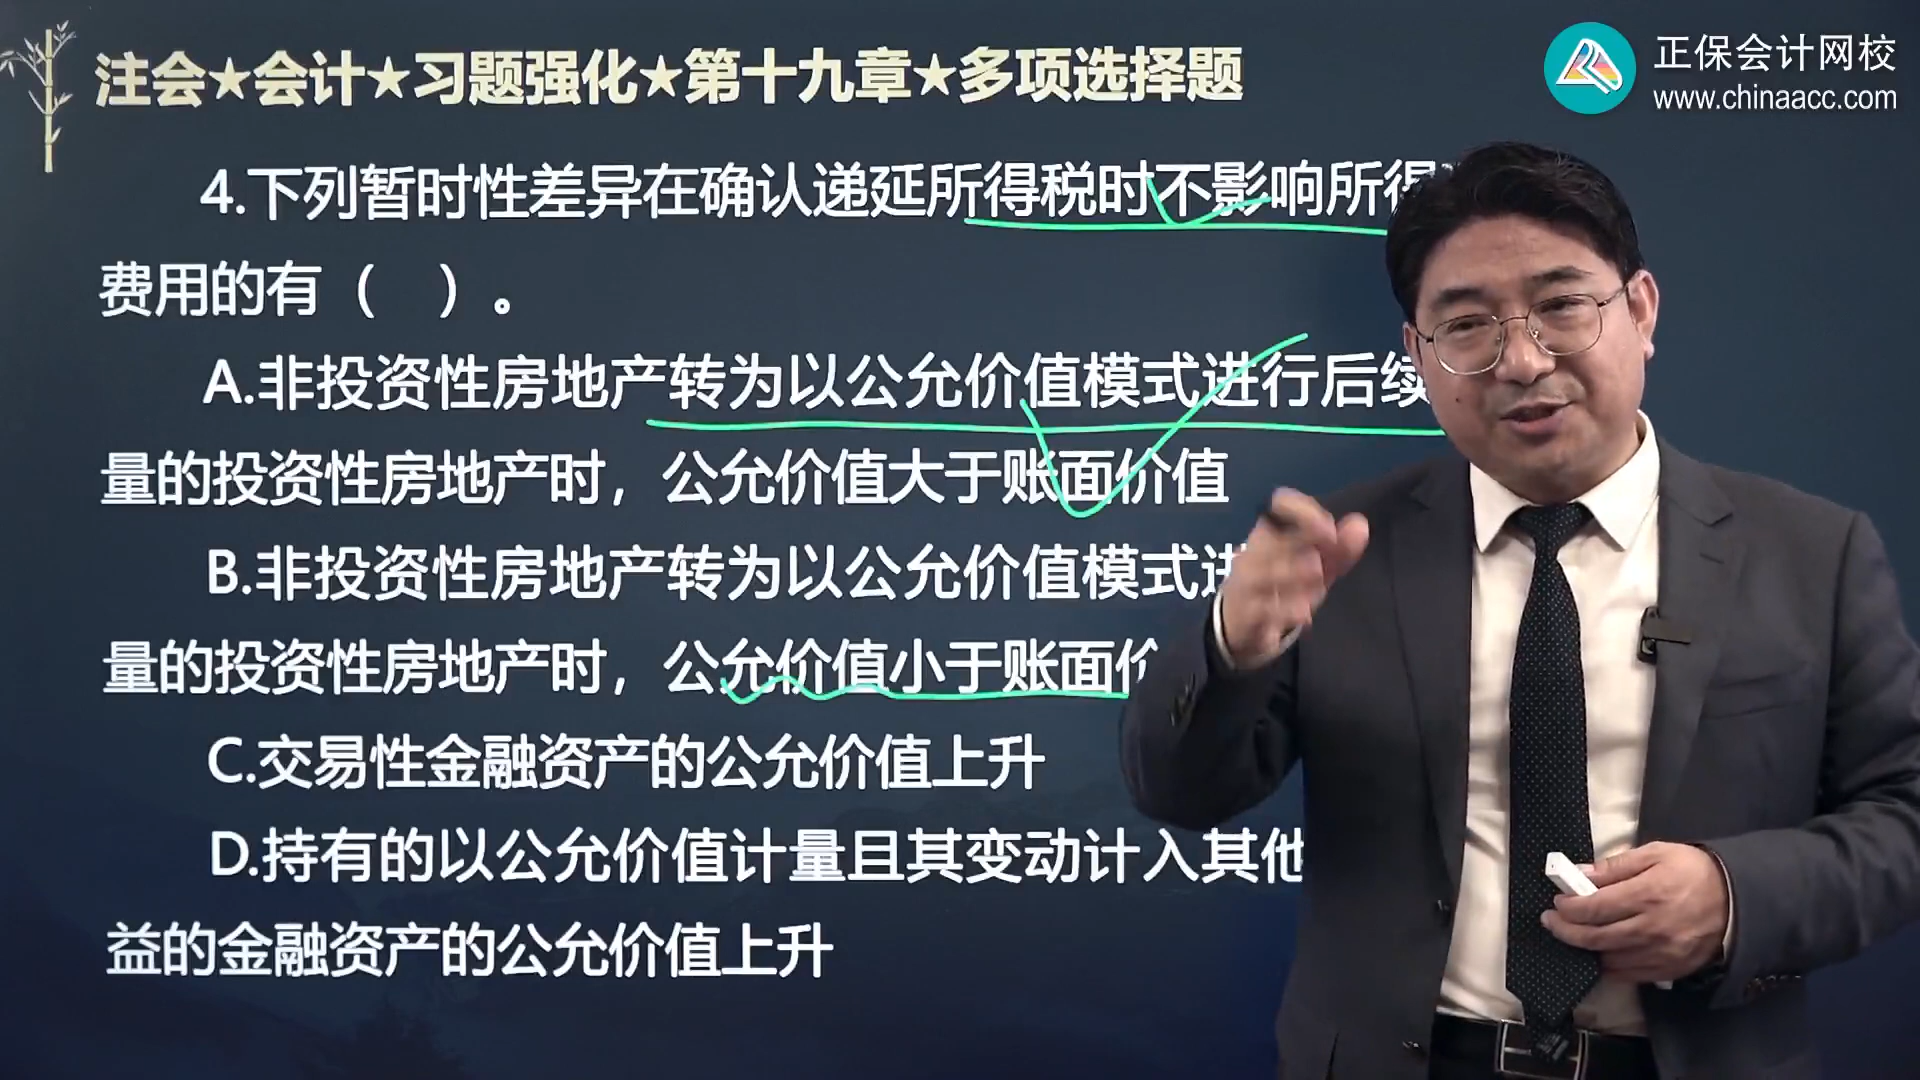 注会★会计★习题强化★第十九章★多项选择题
正保会计网校
www.chinaacc.com
4.下列暂时性差异在确认递延所得税时不影响所得
费用的有（　）。
A.非投资性房地产转为以公允价值模式进行后续
量的投资性房地产时，公允价值大于账面价值
B.非投资性房地产转为以公允价值模式进
量的投资性房地产时，公允价值小于账面价
C.交易性金融资产的公允价值上升
D.持有的以公允价值计量且其变动计入其他
益的金融资产的公允价值上升